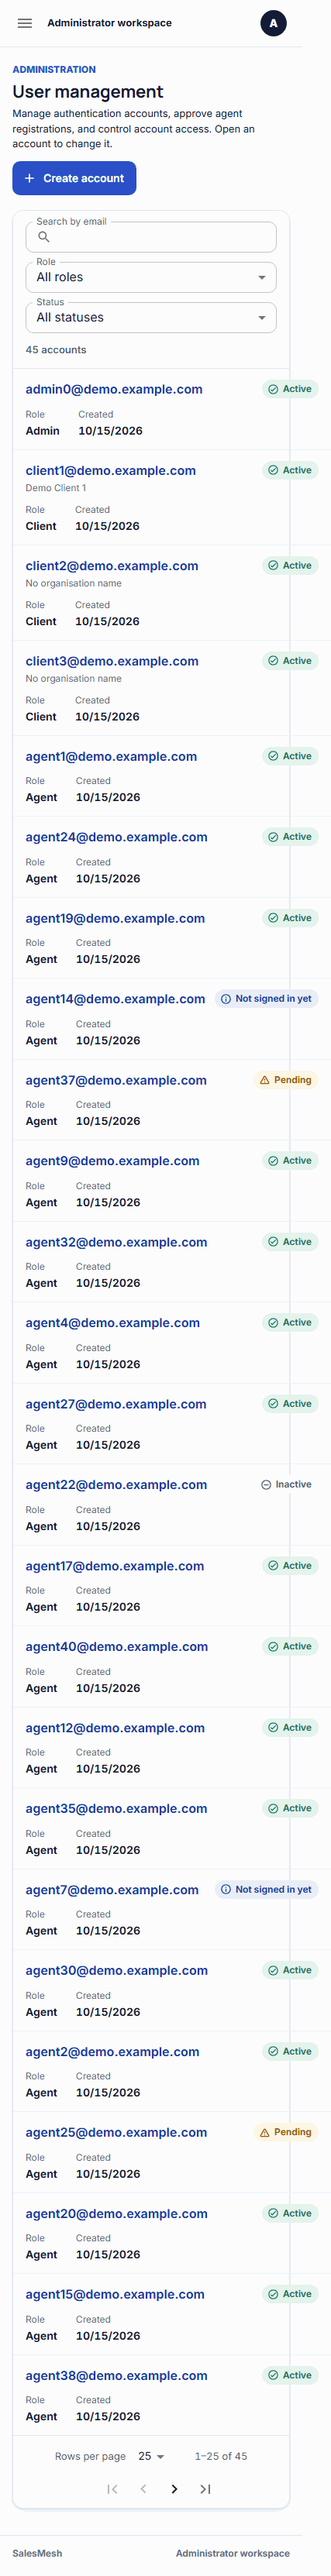 Administrator workspace
A
ADMINISTRATION
User management
Manage authentication accounts, approve agent
registrations, and control account access. Open an
account to change it.
Create account
Search by email
Role
All roles
Status
All statuses
45 accounts
admin0@demo.example.com Active
Role Created
Admin 10/15/2026
client1@demo.example.com Active
Demo Client 1
Role Created
Client 10/15/2026
client2@demo.example.com Active
No organisation name
Role Created
Client 10/15/2026
client3@demo.example.com Active
No organisation name
Role Created
Client 10/15/2026
agent1@demo.example.com Active
Role Created
Agent 10/15/2026
agent24@demo.example.com Active
Role Created
Agent 10/15/2026
agent19@demo.example.com Active
Role Created
Agent 10/15/2026
agent14@demo.example.com Not signed in yet
Role Created
Agent 10/15/2026
agent37@demo.example.com Pending
Role Created
Agent 10/15/2026
agent9@demo.example.com Active
Role Created
Agent 10/15/2026
agent32@demo.example.com Active
Role Created
Agent 10/15/2026
agent4@demo.example.com Active
Role Created
Agent 10/15/2026
agent27@demo.example.com Active
Role Created
Agent 10/15/2026
agent22@demo.example.com Inactive
Role Created
Agent 10/15/2026
agent17@demo.example.com Active
Role Created
Agent 10/15/2026
agent40@demo.example.com Active
Role Created
Agent 10/15/2026
agent12@demo.example.com Active
Role Created
Agent 10/15/2026
agent35@demo.example.com Active
Role Created
Agent 10/15/2026
agent7@demo.example.com Not signed in yet
Role Created
Agent 10/15/2026
agent30@demo.example.com Active
Role Created
Agent 10/15/2026
agent2@demo.example.com Active
Role Created
Agent 10/15/2026
agent25@demo.example.com Pending
Role Created
Agent 10/15/2026
agent20@demo.example.com Active
Role Created
Agent 10/15/2026
agent15@demo.example.com Active
Role Created
Agent 10/15/2026
agent38@demo.example.com Active
Role Created
Agent 10/15/2026
Rows per page 25 1–25 of 45
SalesMesh Administrator workspace